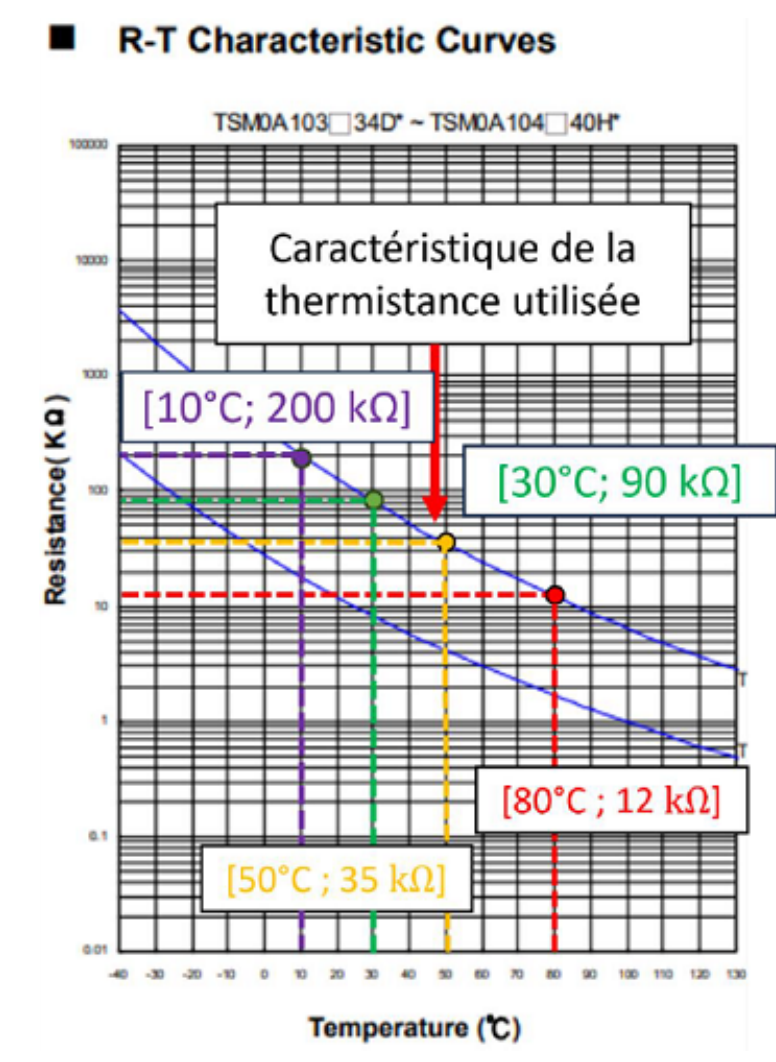 ■ R-T Characteristic Curves
TSM0A103□34D* ~ TSM0A104□40H*
100000
10000
1000
100
10
1
0.1
0.01
Resistance( KΩ)
Caractéristique de la
thermistance utilisée
[10°C; 200 kΩ]
[30°C; 90 kΩ]
T
T
[80°C ; 12 kΩ]
[50°C ; 35 kΩ]
-40 -30 -20 -10 0 10 20 30 40 50 60 70 80 90 100 110 120 130
Temperature (℃)